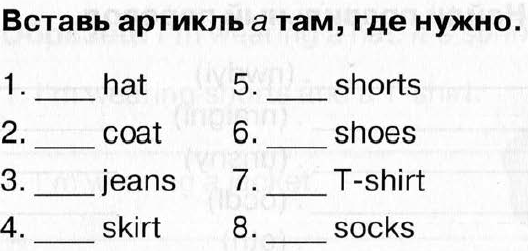 Вставь артикль a там, где нужно.
1. ____ hat 5. ____ shorts
2. ____ coat 6. ____ shoes
3. ____ jeans 7. ____ T-shirt
4. ____ skirt 8. ____ socks